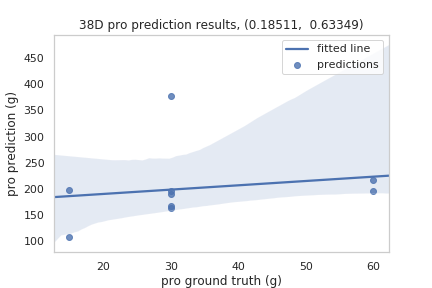 38D pro prediction results, (0.18511,  0.63349)
fitted line
predictions
pro prediction (g)
450
400
350
300
250
200
150
100
20 30 40 50 60
pro ground truth (g)